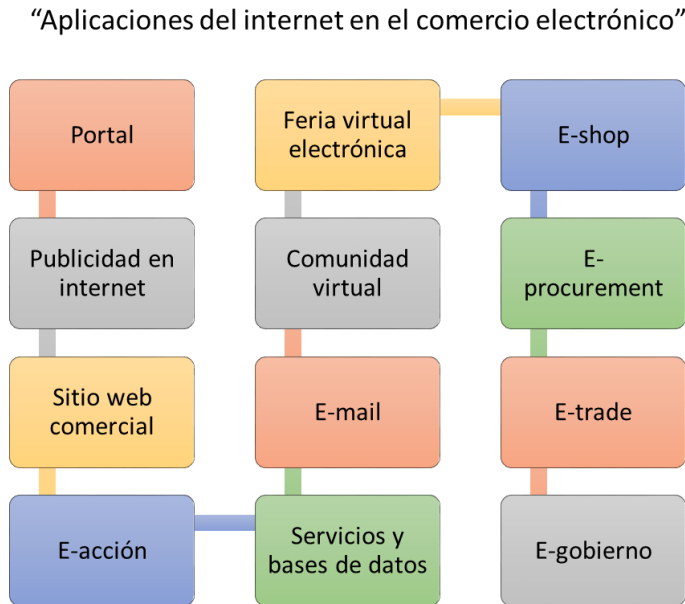 “Aplicaciones del internet en el comercio electrónico”
Portal
Publicidad en
internet
Sitio web
comercial
E-acción
Servicios y
bases de datos
E-mail
Comunidad
virtual
Feria virtual
electrónica
E-shop
E-
procurement
E-trade
E-gobierno